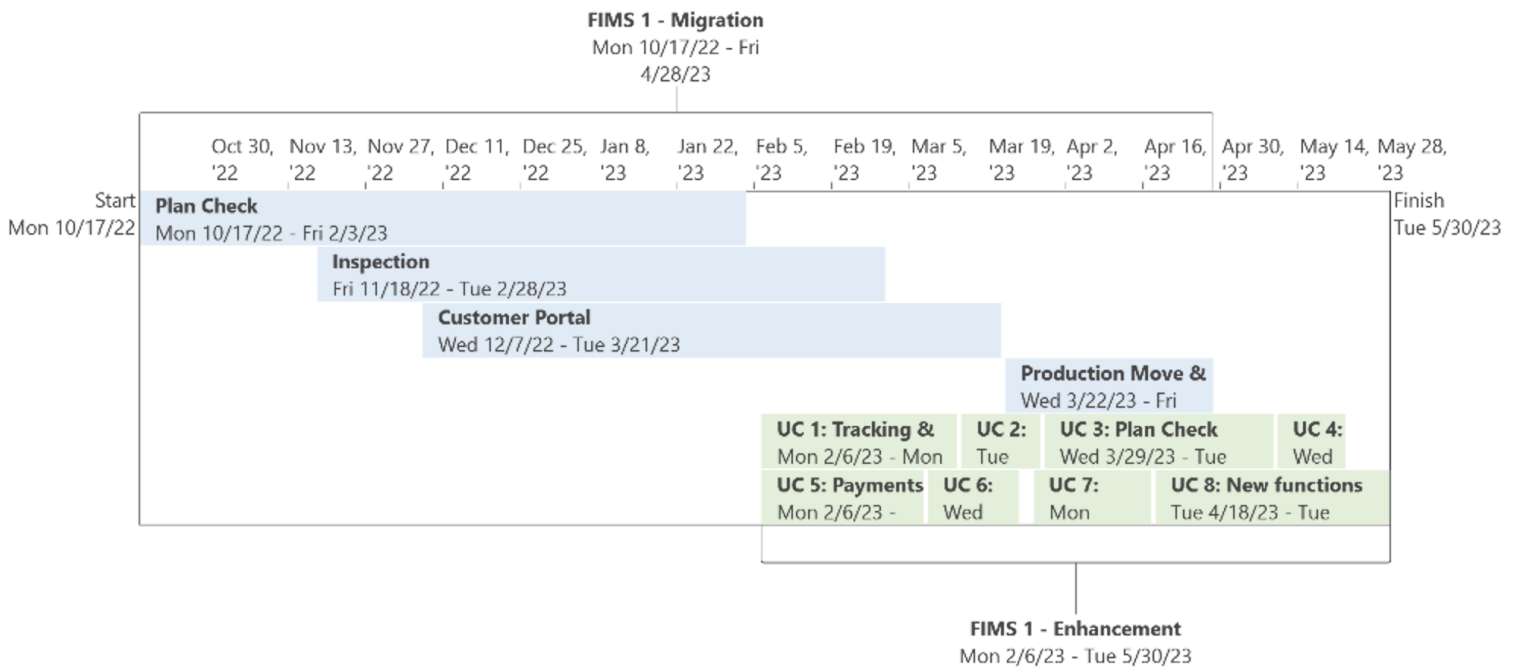 FIMS 1 - Migration
Mon 10/17/22 - Fri
4/28/23
Oct 30, Nov 13, Nov 27, Dec 11, Dec 25, Jan 8, Jan 22, Feb 5, Feb 19, Mar 5, Mar 19, Apr 2, Apr 16, Apr 30, May 14, May 28,
'22 '22 '22 '22 '22 '23 '23 '23 '23 '23 '23 '23 '23 '23 '23 '23
Start
Mon 10/17/22
Plan Check
Mon 10/17/22 - Fri 2/3/23
Finish
Tue 5/30/23
Inspection
Fri 11/18/22 - Tue 2/28/23
Customer Portal
Wed 12/7/22 - Tue 3/21/23
Production Move &
Wed 3/22/23 - Fri
UC 1: Tracking &
Mon 2/6/23 - Mon
UC 2:
Tue
UC 3: Plan Check
Wed 3/29/23 - Tue
UC 4:
Wed
UC 5: Payments
Mon 2/6/23 -
UC 6:
Wed
UC 7:
Mon
UC 8: New functions
Tue 4/18/23 - Tue
FIMS 1 - Enhancement
Mon 2/6/23 - Tue 5/30/23